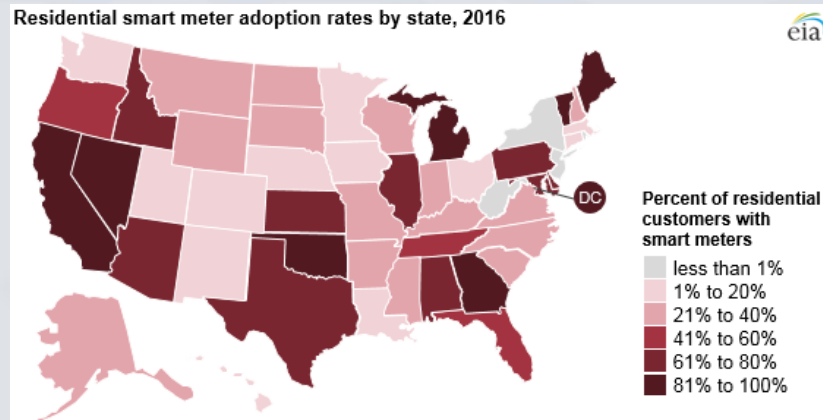 Residential smart meter adoption rates by state, 2016
eia
DC
Percent of residential
customers with
smart meters
less than 1%
1% to 20%
21% to 40%
41% to 60%
61% to 80%
81% to 100%